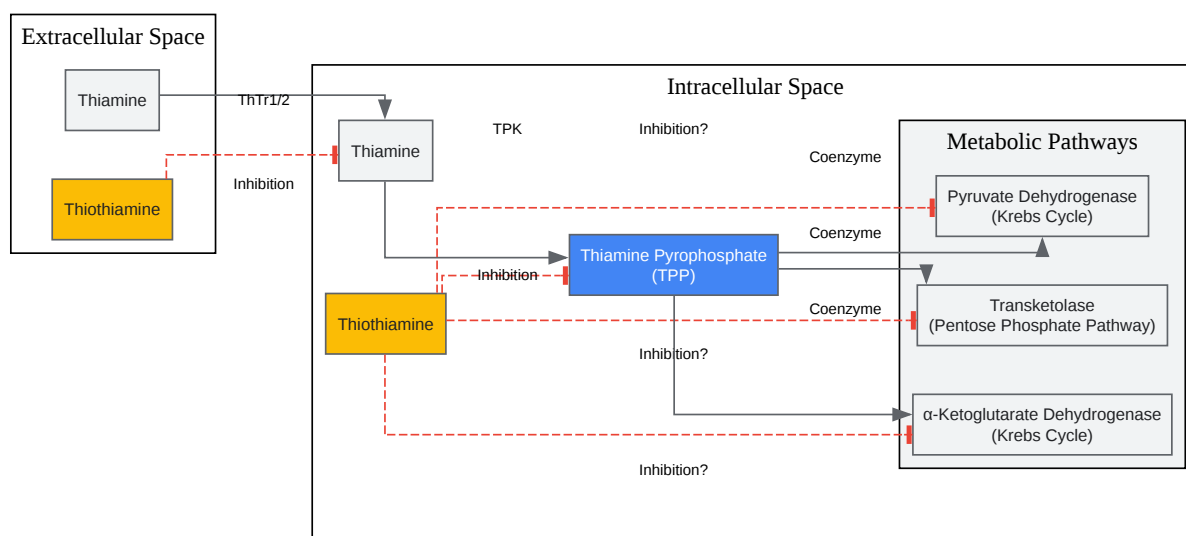 Extracellular Space
Thiamine
Thiothiamine
ThTr1/2
Inhibition
Intracellular Space
Thiamine
TPK
Inhibition?
Thiothiamine
Inhibition
Thiamine Pyrophosphate
(TPP)
Inhibition?
Inhibition?
Coenzyme
Coenzyme
Coenzyme
Metabolic Pathways
Pyruvate Dehydrogenase
(Krebs Cycle)
Transketolase
(Pentose Phosphate Pathway)
α-Ketoglutarate Dehydrogenase
(Krebs Cycle)